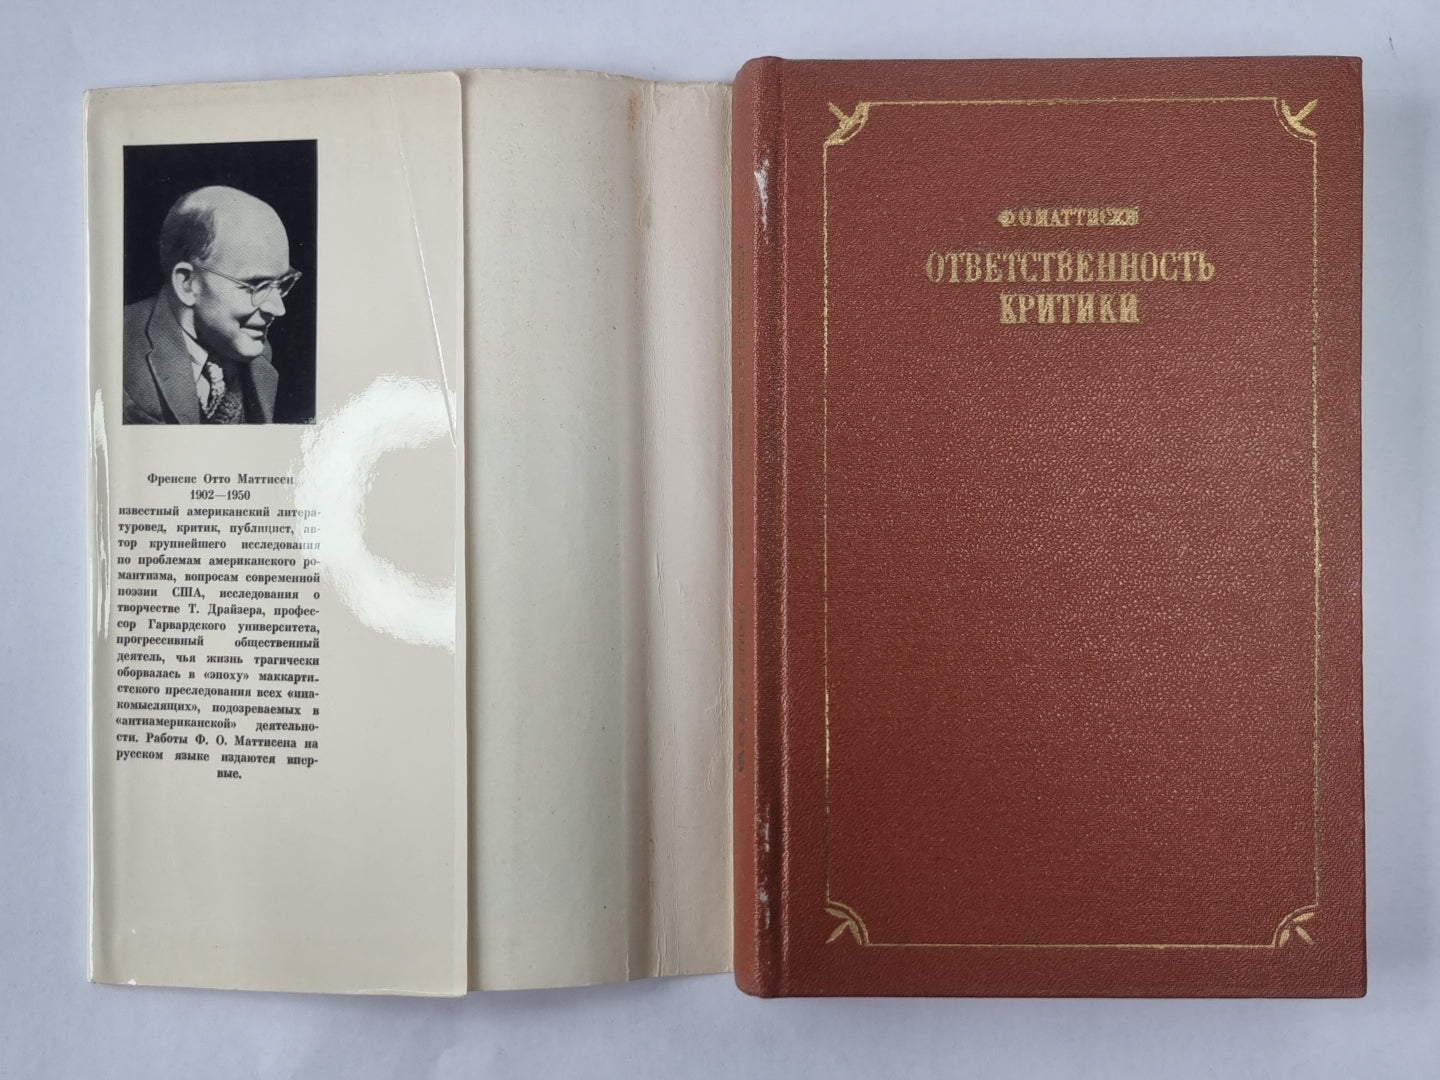 Френсис Отто Маттисен
1902—1950
известный американский литера-
туровед, критик, публицист, ав-
тор крупнейшего исследования
по проблемам американского ро-
мантизма, вопросам современной
поэзии США, исследования о
творчестве Т. Драйзера, профес-
сор Гарвардского университета,
прогрессивный общественный
деятель, чья жизнь трагически
оборвалась в «эпоху» маккарти-
стского преследования всех «ина-
комыслящих», подозреваемых в
«антиамериканской» деятельно-
сти. Работы Ф. О. Маттисена на
русском языке издаются впер-
вые.
Ф.О.МАТТИСЕН
ОТВЕТСТВЕННОСТЬ
КРИТИКИ